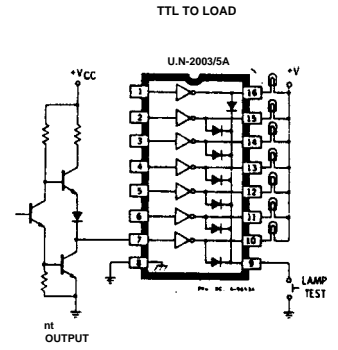 TTL TO LOAD
U.N-2003/5A
+VCC
+V
1
16
2
15
3
14
4
13
5
12
6
11
7
10
8
9
LAMP
TEST
nt
OUTPUT